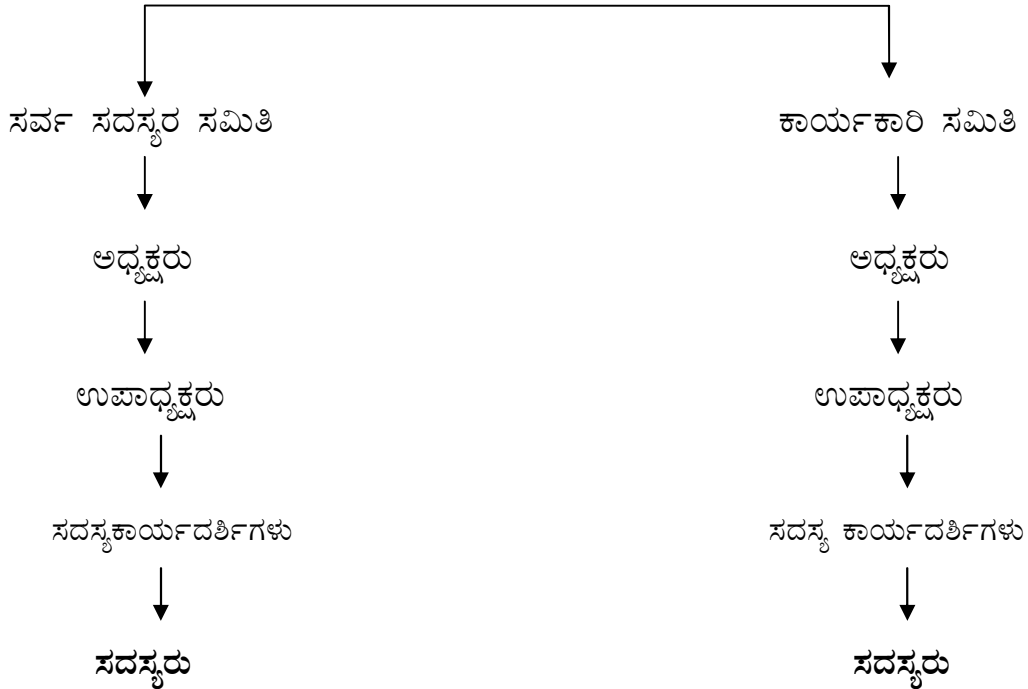 ಸರ್ವ ಸದಸ್ಯರ ಸಮಿತಿ
ಕಾರ್ಯಕಾರಿ ಸಮಿತಿ
ಅಧ್ಯಕ್ಷರು
ಅಧ್ಯಕ್ಷರು
ಉಪಾಧ್ಯಕ್ಷರು
ಉಪಾಧ್ಯಕ್ಷರು
ಸದಸ್ಯಕಾರ್ಯದರ್ಶಿಗಳು
ಸದಸ್ಯ ಕಾರ್ಯದರ್ಶಿಗಳು
ಸದಸ್ಯರು
ಸದಸ್ಯರು